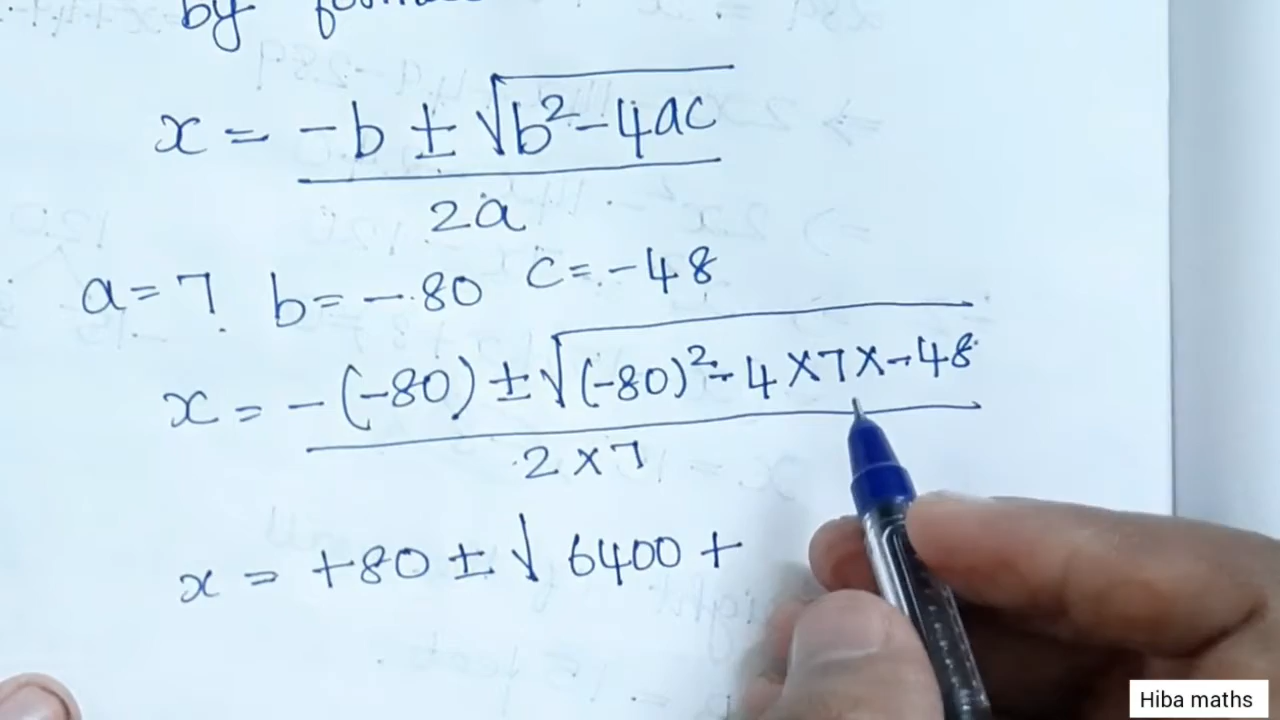 by
x = -b ± √b²-4ac
2a
a=7 b=-80 c=-48
x = -(-80) ± √(-80)²-4×7×-48
2×7
x = +80 ± √6400 +
Hiba maths